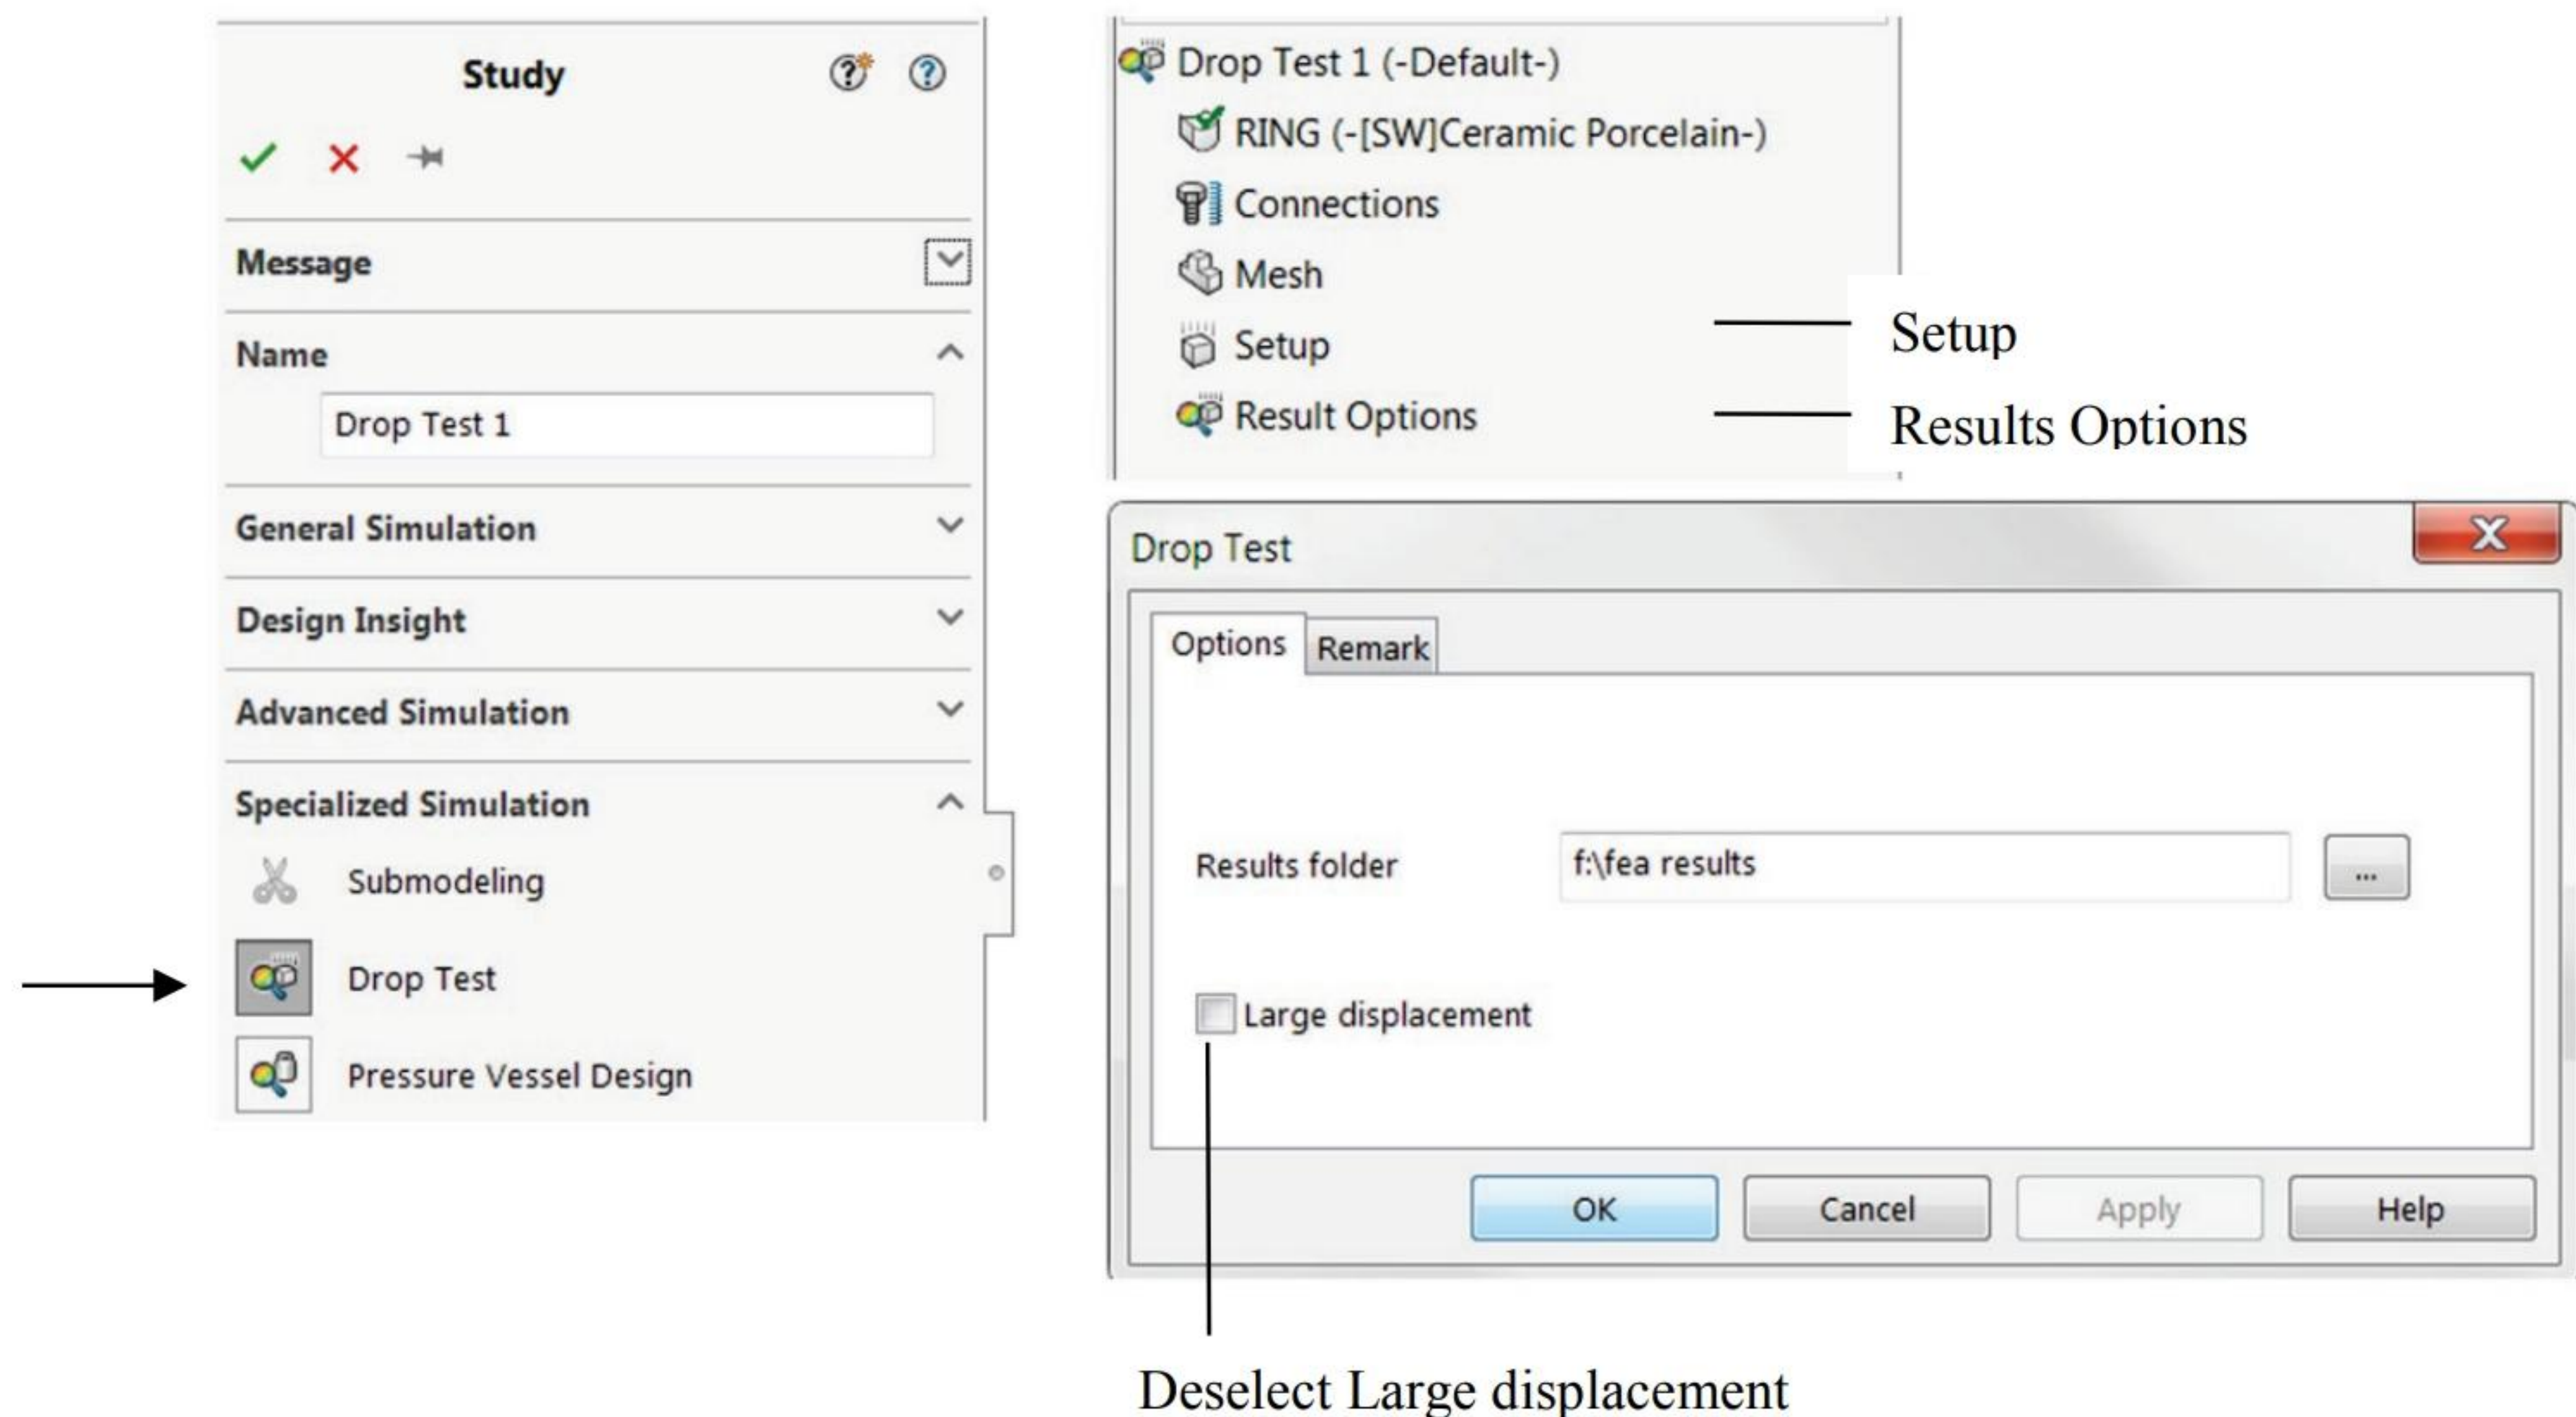 Study
Message
Name
Drop Test 1
General Simulation
Design Insight
Advanced Simulation
Specialized Simulation
Submodeling
Drop Test
Pressure Vessel Design
Drop Test 1 (-Default-)
RING (-[SW]Ceramic Porcelain-)
Connections
Mesh
Setup
Result Options
Setup
Results Options
Drop Test
Options Remark
Results folder f:\fea results ...
Large displacement
OK Cancel Apply Help
Deselect Large displacement